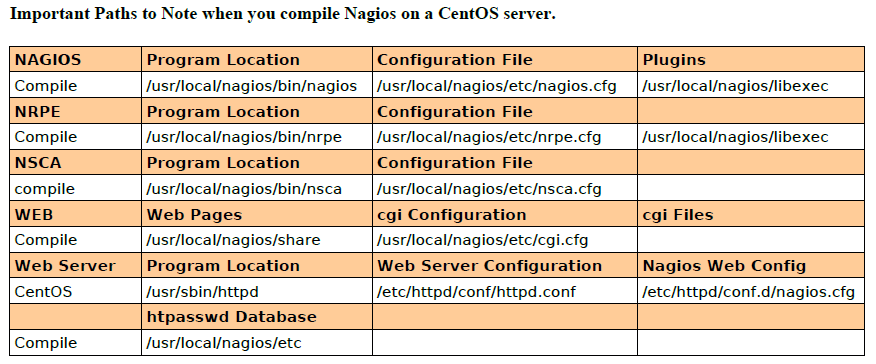 Important Paths to Note when you compile Nagios on a CentOS server.
NAGIOS Program Location Configuration File Plugins
Compile /usr/local/nagios/bin/nagios /usr/local/nagios/etc/nagios.cfg /usr/local/nagios/libexec
NRPE Program Location Configuration File
Compile /usr/local/nagios/bin/nrpe /usr/local/nagios/etc/nrpe.cfg /usr/local/nagios/libexec
NSCA Program Location Configuration File
compile /usr/local/nagios/bin/nsca /usr/local/nagios/etc/nsca.cfg
WEB Web Pages cgi Configuration cgi Files
Compile /usr/local/nagios/share /usr/local/nagios/etc/cgi.cfg
Web Server Program Location Web Server Configuration Nagios Web Config
CentOS /usr/sbin/httpd /etc/httpd/conf/httpd.conf /etc/httpd/conf.d/nagios.cfg
htpasswd Database
Compile /usr/local/nagios/etc